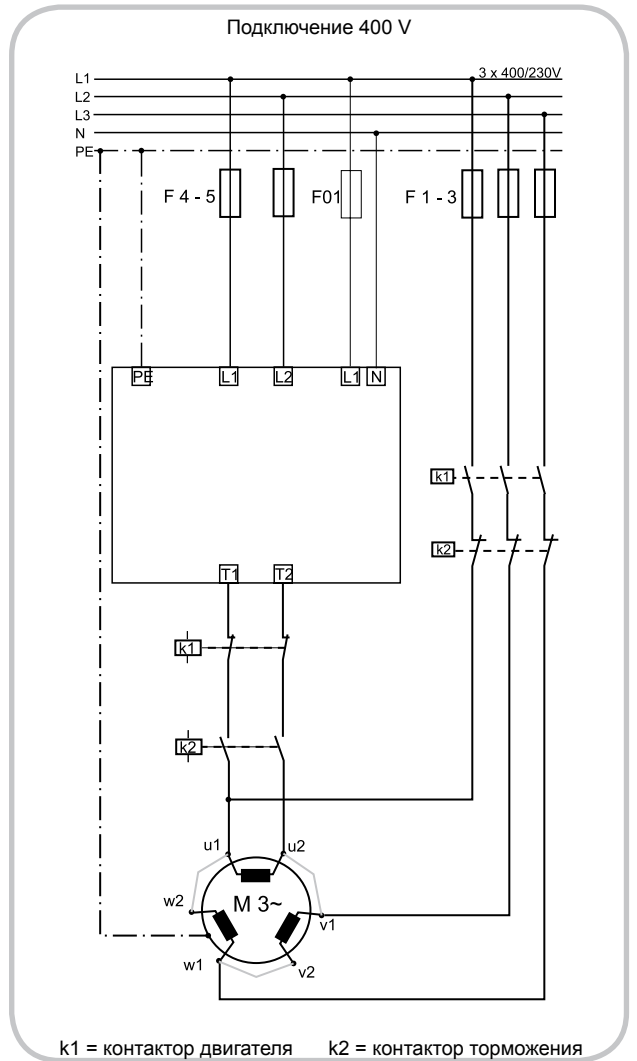 Подключение 400 V
L1 3 x 400/230V
L2
L3
N
PE
F 4 - 5 F01 F 1 - 3
PE L1 L2 L1 N
k1
k2
T1 T2
k1
k2
u1 u2
w2 M 3~ v1
w1 v2
k1 = контактор двигателя k2 = контактор торможения